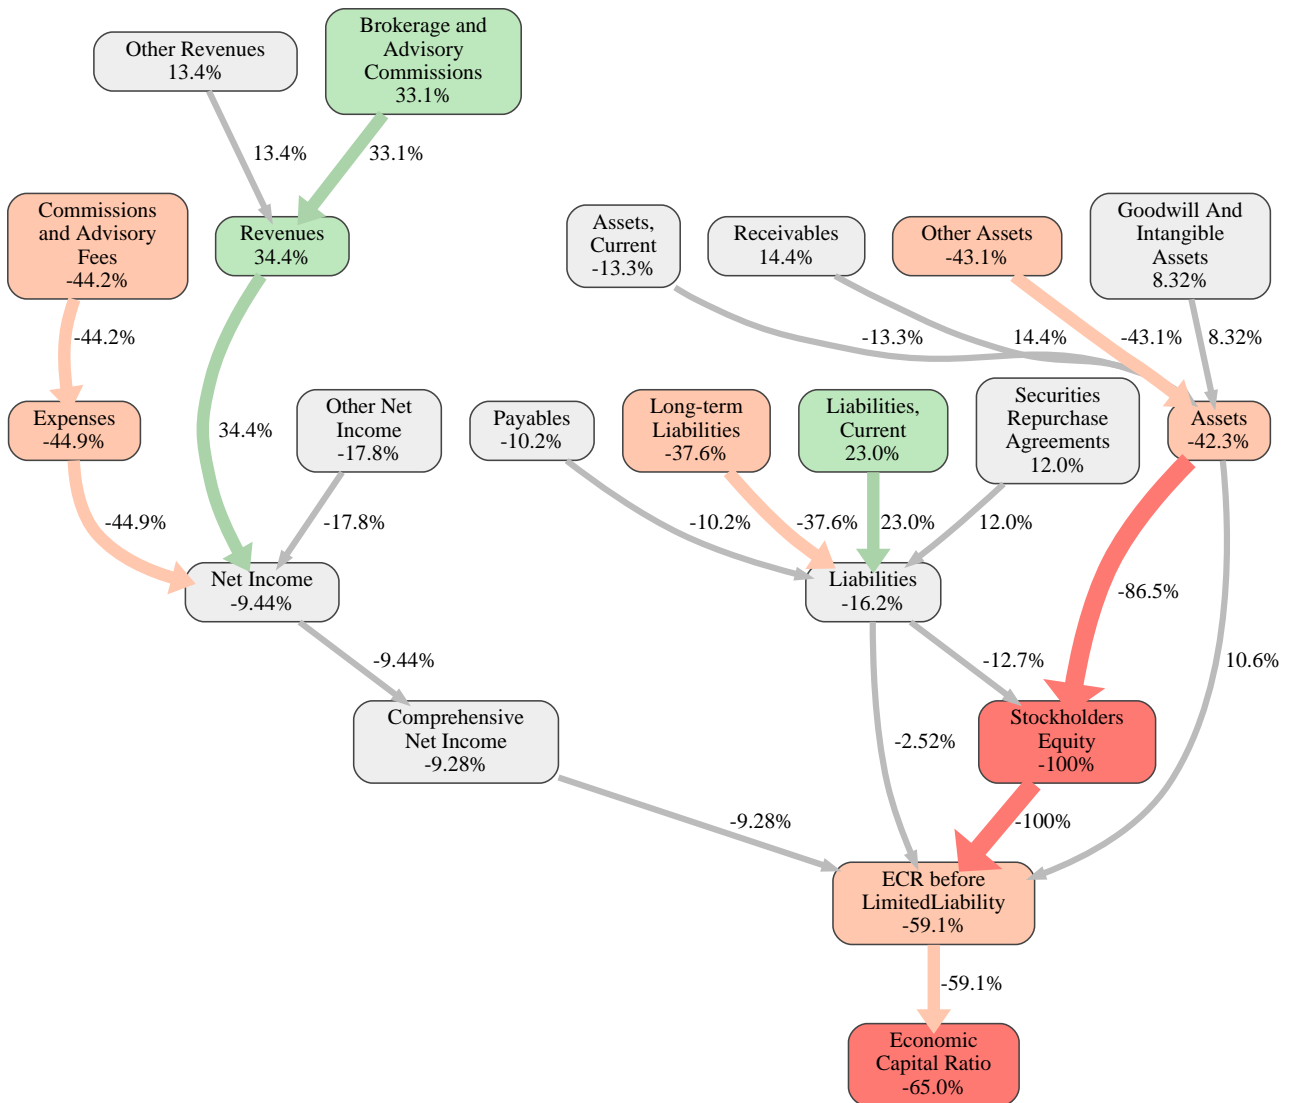 Other Revenues
13.4%
Brokerage and
Advisory
Commissions
33.1%
13.4%
33.1%
Commissions
and Advisory
Fees
-44.2%
Revenues
34.4%
Assets,
Current
-13.3%
Receivables
14.4%
Other Assets
-43.1%
Goodwill And
Intangible
Assets
8.32%
-44.2%
-13.3%
14.4%
-43.1%
8.32%
Expenses
-44.9%
34.4%
Other Net
Income
-17.8%
Payables
-10.2%
Long-term
Liabilities
-37.6%
Liabilities,
Current
23.0%
Securities
Repurchase
Agreements
12.0%
Assets
-42.3%
-44.9%
-17.8%
-10.2%
-37.6%
23.0%
12.0%
Net Income
-9.44%
Liabilities
-16.2%
-86.5%
-9.44%
-12.7%
10.6%
Comprehensive
Net Income
-9.28%
-2.52%
Stockholders
Equity
-100%
-9.28%
-100%
ECR before
LimitedLiability
-59.1%
-59.1%
Economic
Capital Ratio
-65.0%